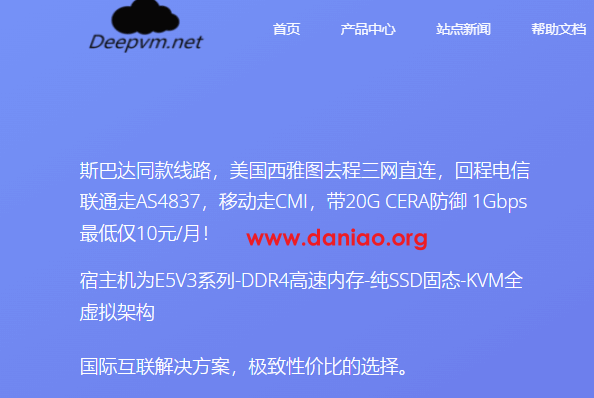 Deepvm.net
首页 产品中心 站点新闻 帮助文档
斯巴达同款线路，美国西雅图去程三网直连，回程电信
联通走AS4837，移动走CMI，带20G CERA防御 1Gbps
最低仅10元/月！
www.daniao.org
宿主机为E5V3系列-DDR4高速内存-纯SSD固态-KVM全
虚拟架构
国际互联解决方案，极致性价比的选择。